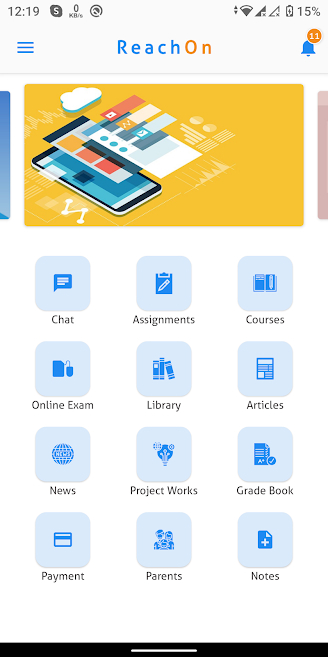 12:19 0 KB/s 15%
ReachOn 11
Chat Assignments Courses
Online Exam Library Articles
NEWS
News Project Works Grade Book
A+
Payment Parents Notes